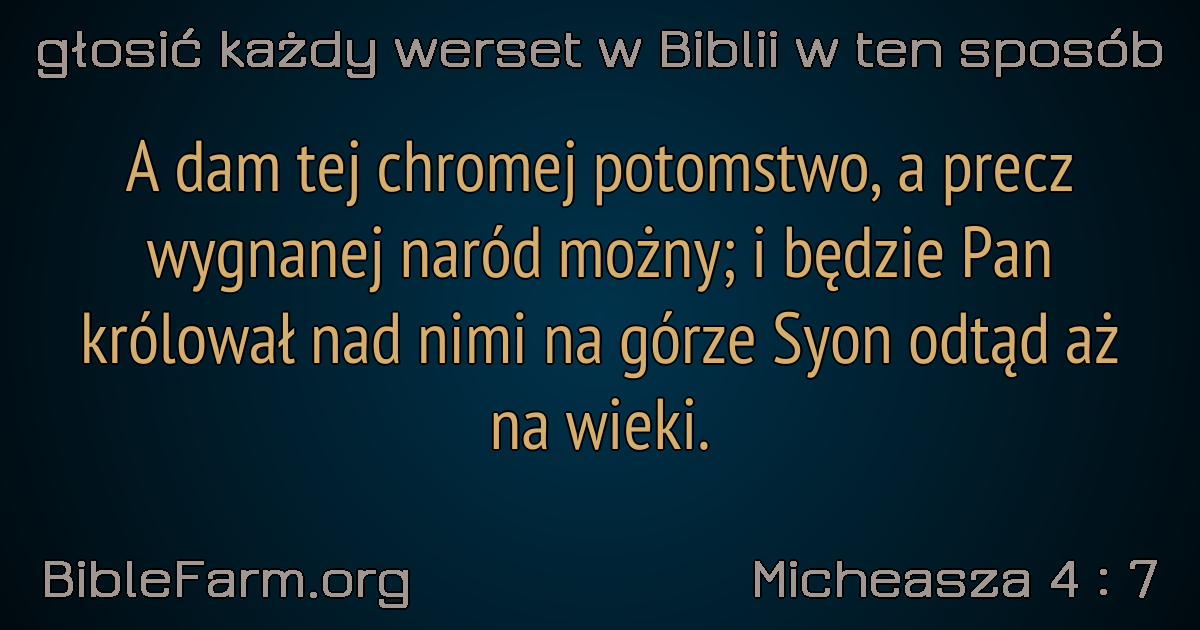 głosić każdy werset w Biblii w ten sposób
A dam tej chromej potomstwo, a precz
wygnanej naród możny; i będzie Pan
królował nad nimi na górze Syon odtąd aż
na wieki.
BibleFarm.org
Micheasza 4 : 7